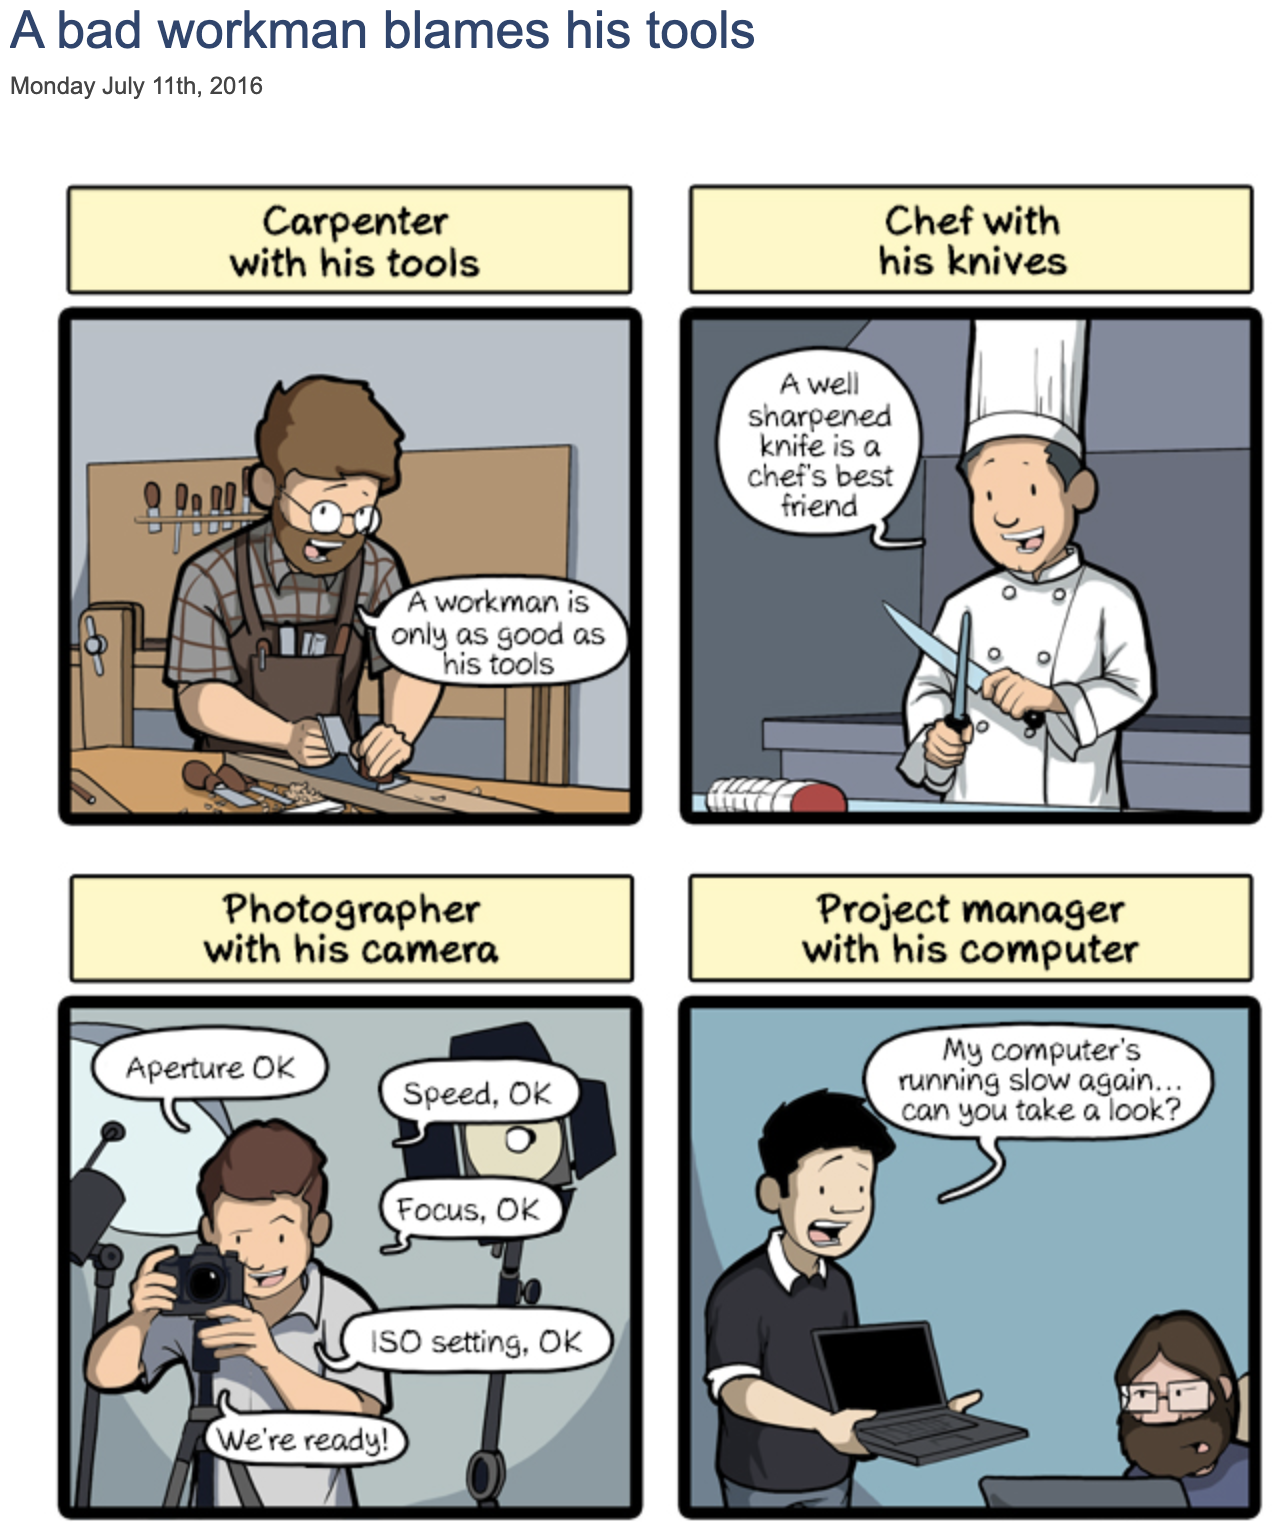 A bad workman blames his tools
Monday July 11th, 2016
Carpenter
with his tools
A workman is
only as good as
his tools
Chef with
his knives
A well
sharpened
knife is a
chef's best
friend
Photographer
with his camera
Aperture OK
Speed, OK
Focus, OK
ISO setting, OK
We're ready!
Project manager
with his computer
My computer's
running slow again...
can you take a look?